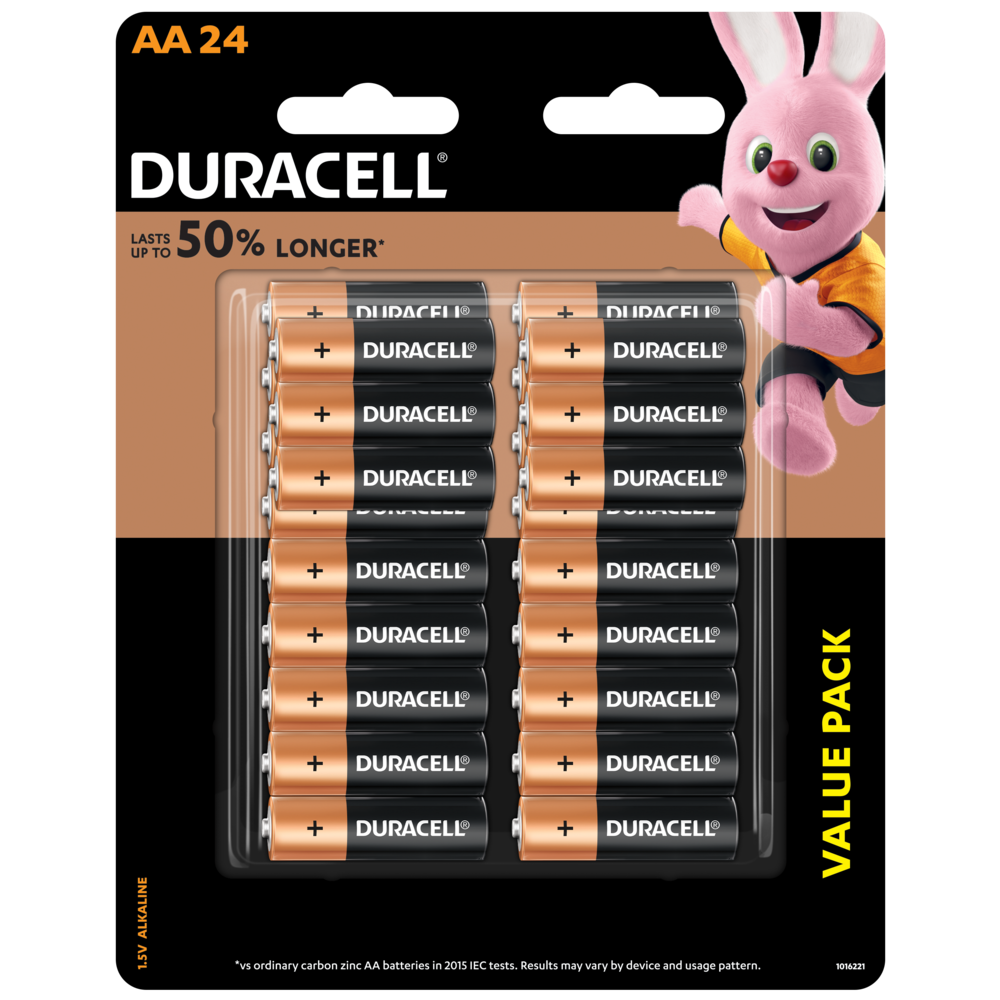 AA 24
DURACELL®
LASTS
UP TO 50% LONGER*
+ DURACELL® + DURACELL®
+ DURACELL® + DURACELL®
+ DURACELL® + DURACELL®
+ DURACELL® + DURACELL®
+ DURACELL® + DURACELL®
+ DURACELL® + DURACELL®
+ DURACELL® + DURACELL®
+ DURACELL® + DURACELL®
+ DURACELL® + DURACELL®
+ DURACELL® + DURACELL®
VALUE PACK
1.5V ALKALINE
*vs ordinary carbon zinc AA batteries in 2015 IEC tests. Results may vary by device and usage pattern.
1016221